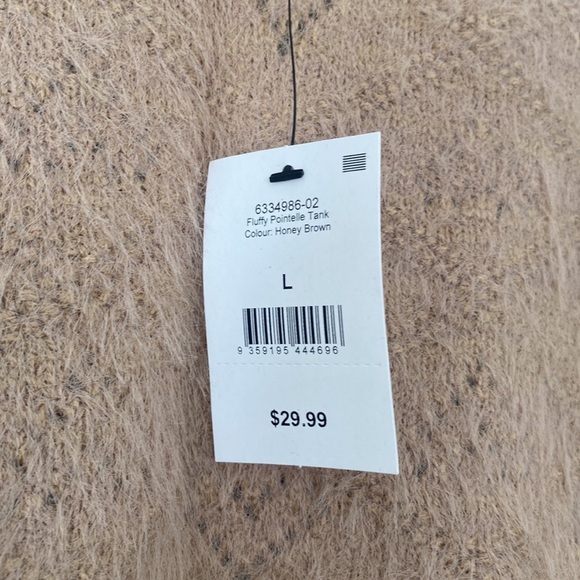 6334986-02
Fluffy Pointelle Tank
Colour: Honey Brown
L
9 359195 444696
$29.99